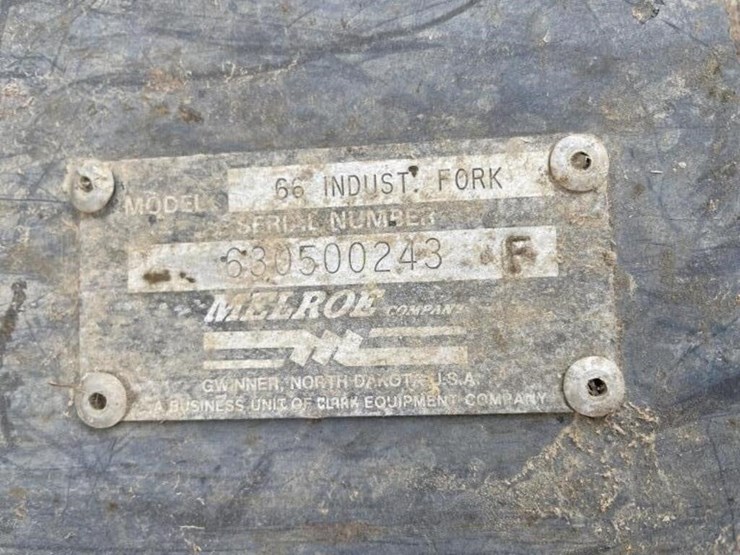 MODEL 66 INDUST. FORK
SERIAL NUMBER
630500243 F
MELROE COMPANY
GWINNER, NORTH DAKOTA U.S.A.
A BUSINESS UNIT OF CLARK EQUIPMENT COMPANY